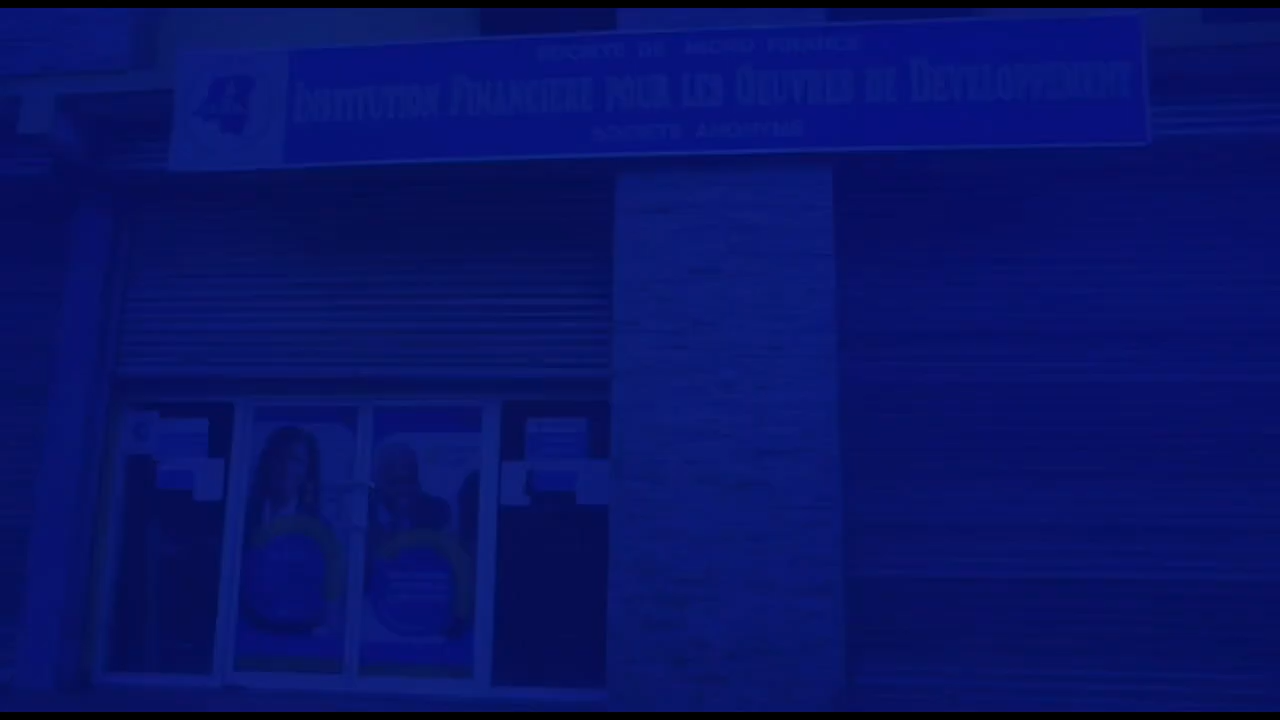 SOCIETE DE MICRO FINANCE
INSTITUTION FINANCIERE POUR LES OEUVRES DE DEVELOPPEMENT
SOCIETE ANONYME